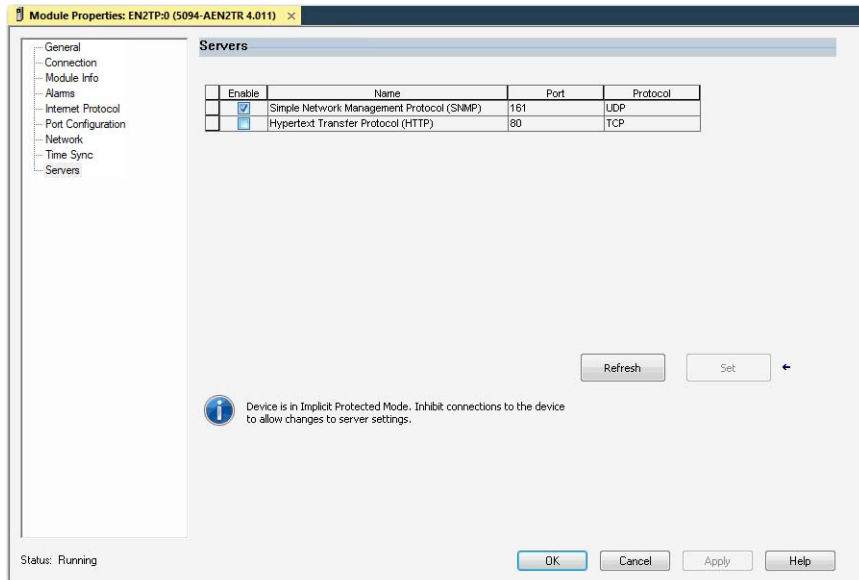 Module Properties: EN2TP:0 (5094-AEN2TR 4.011) ×
General
Connection
Module Info
Alarms
Internet Protocol
Port Configuration
Network
Time Sync
Servers
Servers
Enable Name Port Protocol
Simple Network Management Protocol (SNMP) 161 UDP
Hypertext Transfer Protocol (HTTP) 80 TCP
Refresh Set
Device is in Implicit Protected Mode. Inhibit connections to the device
to allow changes to server settings.
Status: Running
OK Cancel Apply Help